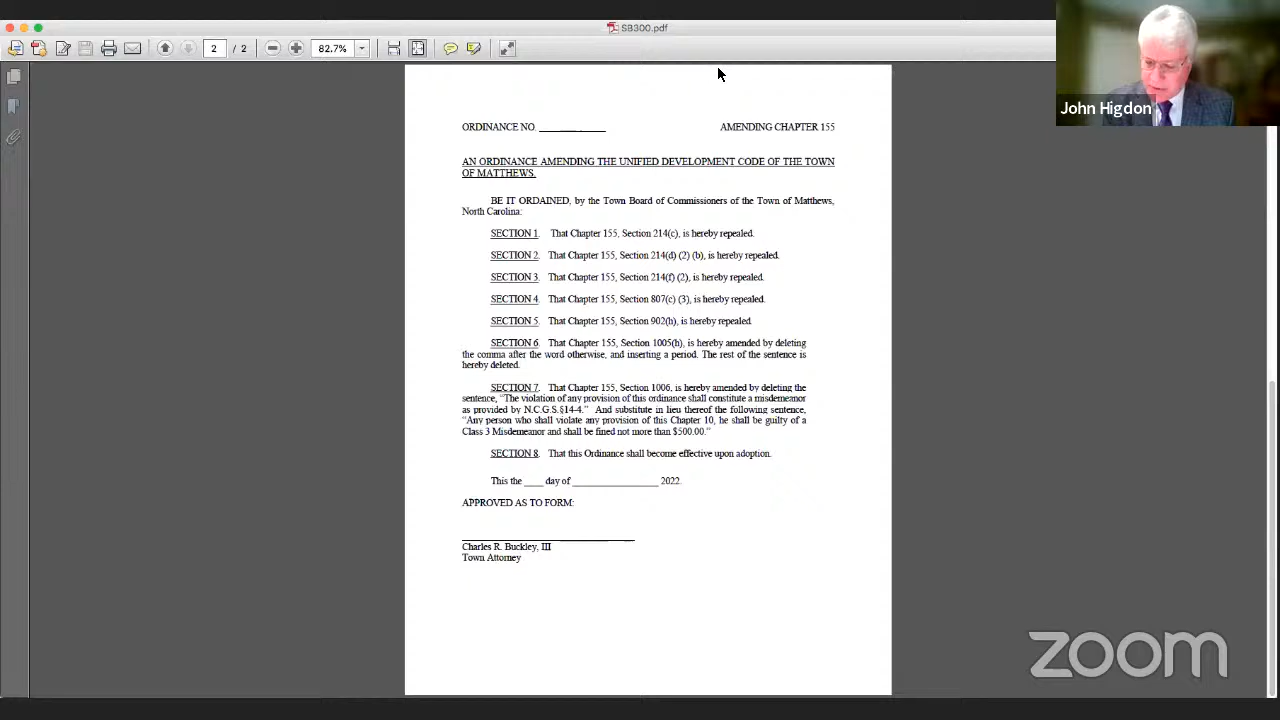 SB300.pdf
2 / 2
82.7%
John Higdon
ORDINANCE NO. ____________ AMENDING CHAPTER 155
AN ORDINANCE AMENDING THE UNIFIED DEVELOPMENT CODE OF THE TOWN
OF MATTHEWS.
BE IT ORDAINED, by the Town Board of Commissioners of the Town of Matthews,
North Carolina:
SECTION 1. That Chapter 155, Section 214(c), is hereby repealed.
SECTION 2. That Chapter 155, Section 214(d) (2) (b), is hereby repealed.
SECTION 3. That Chapter 155, Section 214(f) (2), is hereby repealed.
SECTION 4. That Chapter 155, Section 807(c) (3), is hereby repealed.
SECTION 5. That Chapter 155, Section 902(h), is hereby repealed.
SECTION 6. That Chapter 155, Section 1005(h), is hereby amended by deleting
the comma after the word otherwise, and inserting a period. The rest of the sentence is
hereby deleted.
SECTION 7. That Chapter 155, Section 1006, is hereby amended by deleting the
sentence, “The violation of any provision of this ordinance shall constitute a misdemeanor
as provided by N.C.G.S.§14-4.” And substitute in lieu thereof the following sentence,
“Any person who shall violate any provision of this Chapter 10, he shall be guilty of a
Class 3 Misdemeanor and shall be fined not more than $500.00.”
SECTION 8. That this Ordinance shall become effective upon adoption.
This the ____ day of _________________ 2022.
APPROVED AS TO FORM:
Charles R. Buckley, III
Town Attorney
zoom